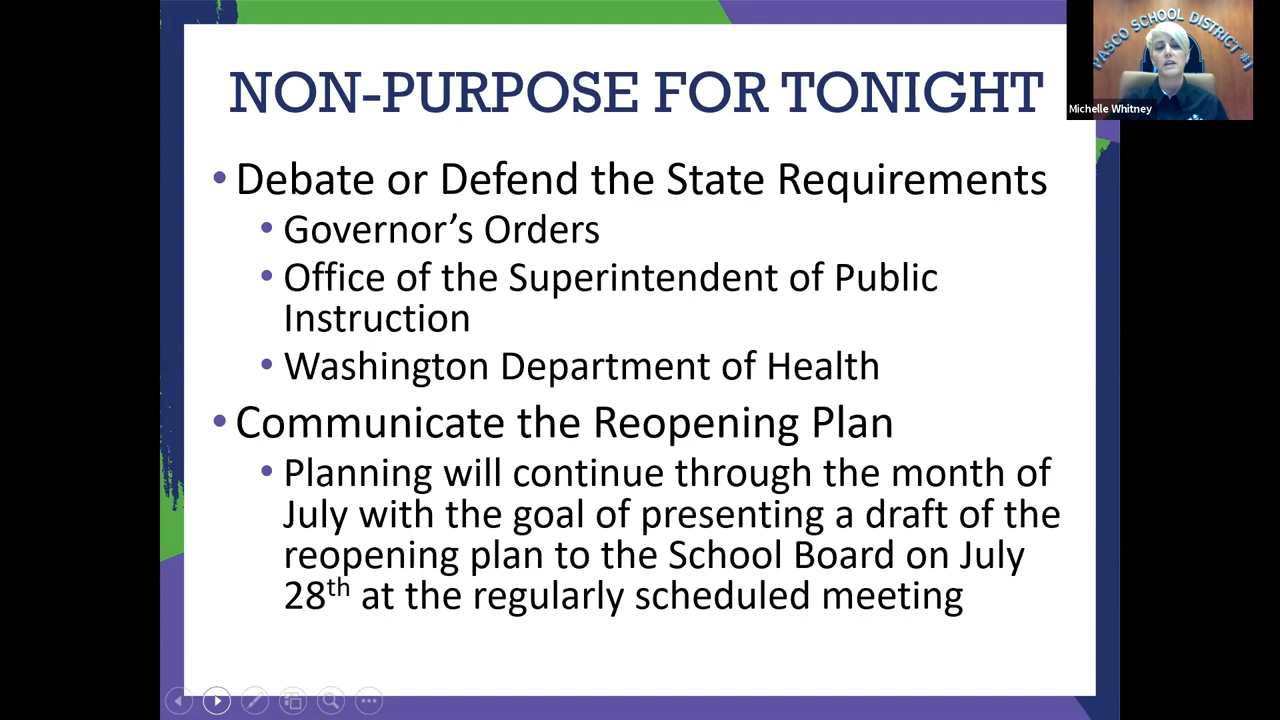 NON-PURPOSE FOR TONIGHT
PASCO SCHOOL DISTRICT #1
Michelle Whitney
• Debate or Defend the State Requirements
• Governor’s Orders
• Office of the Superintendent of Public
Instruction
• Washington Department of Health
• Communicate the Reopening Plan
• Planning will continue through the month of
July with the goal of presenting a draft of the
reopening plan to the School Board on July
28th at the regularly scheduled meeting